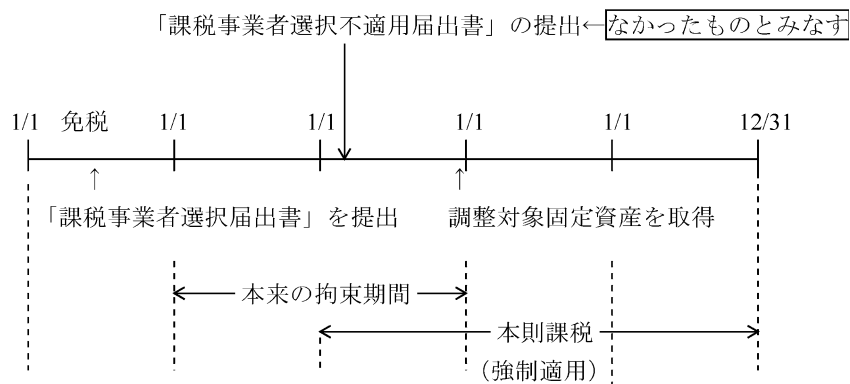 「課税事業者選択不適用届出書」の提出←なかったものとみなす
1/1 免税 1/1 1/1 1/1 1/1 12/31
↑ ↑
「課税事業者選択届出書」を提出 調整対象固定資産を取得
本来の拘束期間
本則課税
（強制適用）